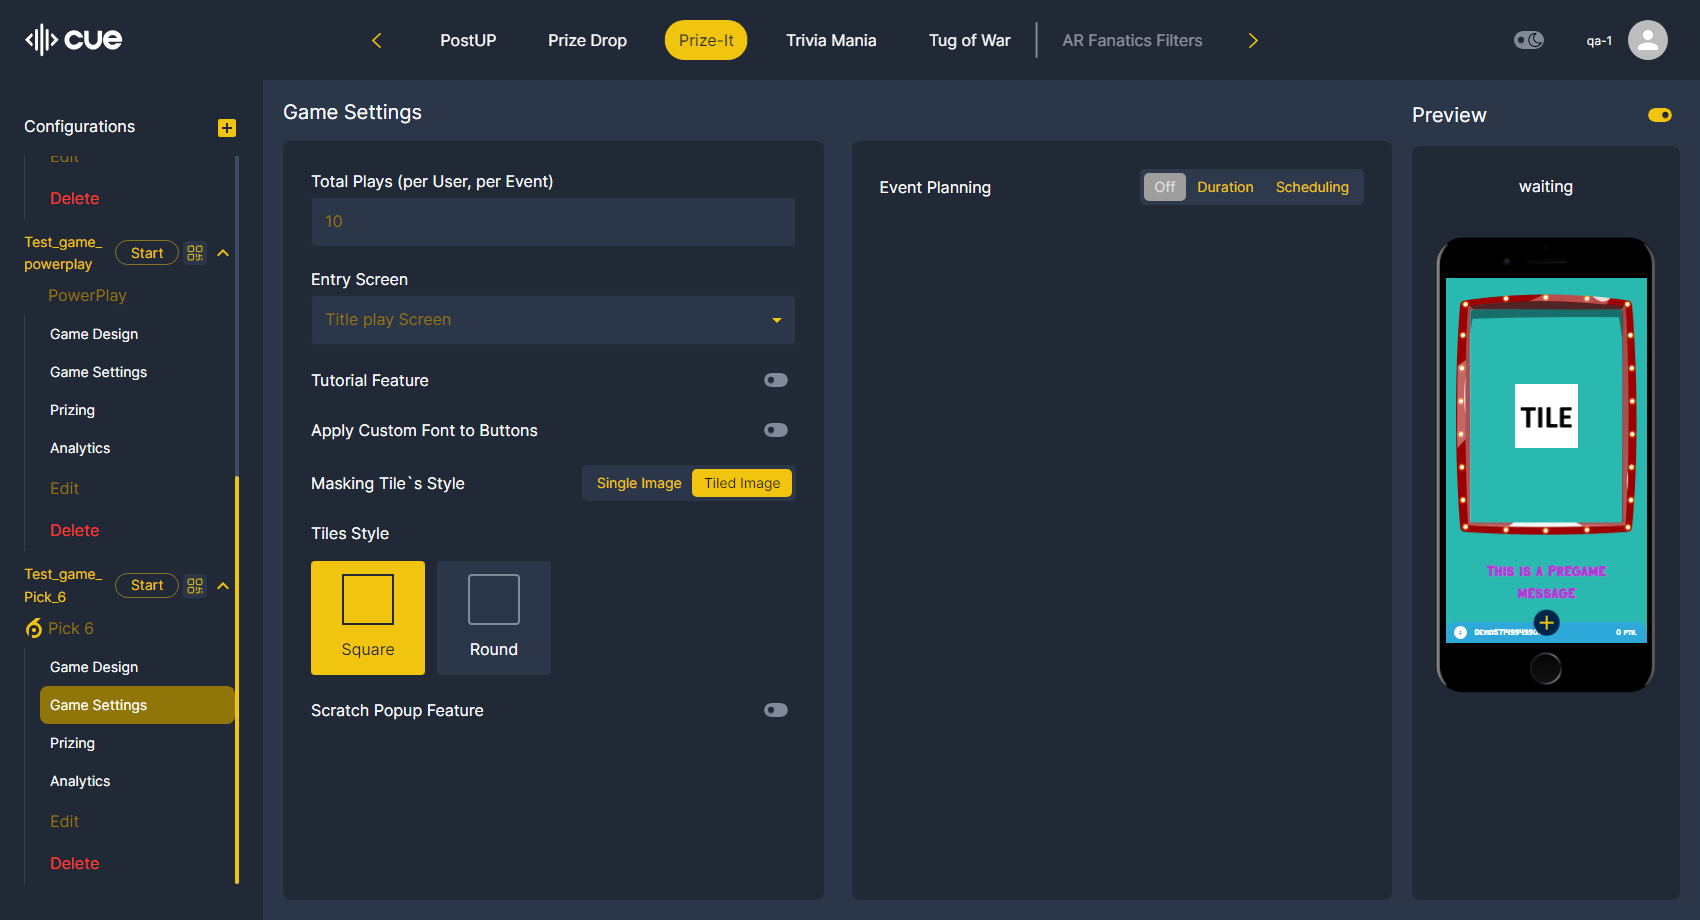 cue
PostUP
Prize Drop
Prize-It
Trivia Mania
Tug of War
AR Fanatics Filters
qa-1
Configurations
Edit
Delete
Test_game_
powerplay
Start
PowerPlay
Game Design
Game Settings
Prizing
Analytics
Edit
Delete
Test_game_
Pick_6
Start
Pick 6
Game Design
Game Settings
Prizing
Analytics
Edit
Delete
Game Settings
Total Plays (per User, per Event)
10
Entry Screen
Title play Screen
Tutorial Feature
Apply Custom Font to Buttons
Masking Tile`s Style
Single Image
Tiled Image
Tiles Style
Square
Round
Scratch Popup Feature
Event Planning
Off
Duration
Scheduling
Preview
waiting
TILE
This is a Pregame
message
0 pts.